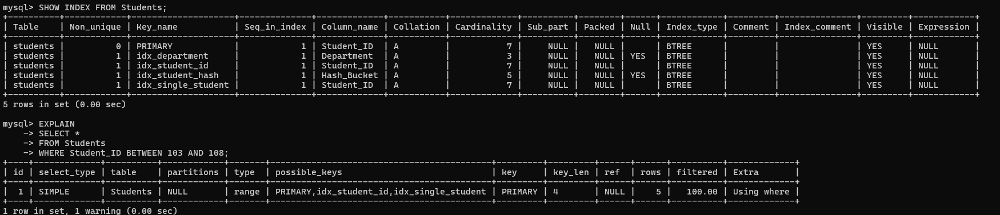 mysql> SHOW INDEX FROM Students;
+----------+------------+--------------------+--------------+-------------+-----------+-------------+----------+--------+------+------------+---------+---------------+---------+------------+
| Table    | Non_unique | Key_name           | Seq_in_index | Column_name | Collation | Cardinality | Sub_part | Packed | Null | Index_type | Comment | Index_comment | Visible | Expression |
+----------+------------+--------------------+--------------+-------------+-----------+-------------+----------+--------+------+------------+---------+---------------+---------+------------+
| students |          0 | PRIMARY            |            1 | Student_ID  | A         |           7 |     NULL |   NULL |      | BTREE      |         |               | YES     | NULL       |
| students |          1 | idx_department     |            1 | Department  | A         |           3 |     NULL |   NULL | YES  | BTREE      |         |               | YES     | NULL       |
| students |          1 | idx_student_id     |            1 | Student_ID  | A         |           7 |     NULL |   NULL |      | BTREE      |         |               | YES     | NULL       |
| students |          1 | idx_student_hash   |            1 | Hash_Bucket | A         |           5 |     NULL |   NULL | YES  | BTREE      |         |               | YES     | NULL       |
| students |          1 | idx_single_student |            1 | Student_ID  | A         |           7 |     NULL |   NULL |      | BTREE      |         |               | YES     | NULL       |
+----------+------------+--------------------+--------------+-------------+-----------+-------------+----------+--------+------+------------+---------+---------------+---------+------------+
5 rows in set (0.00 sec)

mysql> EXPLAIN
    -> SELECT *
    -> FROM Students
    -> WHERE Student_ID BETWEEN 103 AND 108;
+----+-------------+----------+------------+-------+-------------------------------------------+---------+---------+------+------+----------+-------------+
| id | select_type | table    | partitions | type  | possible_keys                             | key     | key_len | ref  | rows | filtered | Extra       |
+----+-------------+----------+------------+-------+-------------------------------------------+---------+---------+------+------+----------+-------------+
|  1 | SIMPLE      | Students | NULL       | range | PRIMARY,idx_student_id,idx_single_student | PRIMARY | 4       | NULL |    5 |   100.00 | Using where |
+----+-------------+----------+------------+-------+-------------------------------------------+---------+---------+------+------+----------+-------------+
1 row in set, 1 warning (0.00 sec)